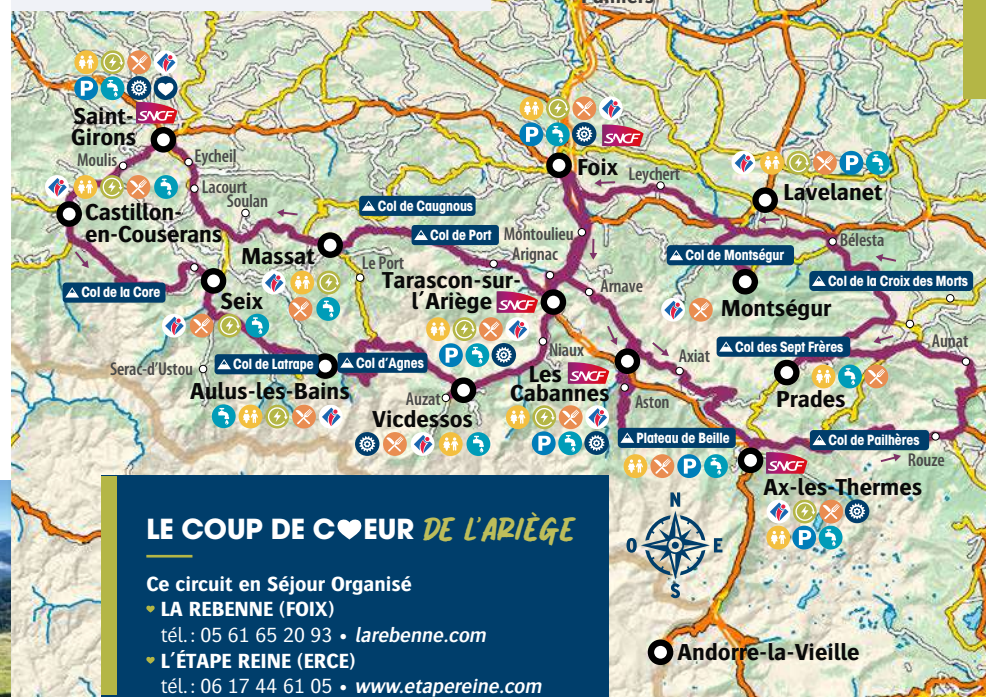 Saint-
Girons
SNCF
P
Moulis
Eycheil
Lacourt
Soulan
Castillon-
en-Couserans
Col de la Core
Massat
Seix
Serac-d'Ustou
Col de Latrape
Aulus-les-Bains
Col d'Agnes
Col de Caugnous
Col de Port
Le Port
Foix
P
SNCF
Montoulieu
Arignac
Tarascon-sur-
l'Ariège
SNCF
P
Arnave
Niaux
Auzat
Vicdessos
Leychert
P
Lavelanet
Bélesta
Col de Montségur
Montségur
Col de la Croix des Morts
Col des Sept Frères
Prades
Aunat
Les
Cabannes
SNCF
P
Axiat
Aston
Plateau de Beille
P
Col de Pailhères
Rouze
SNCF
Ax-les-Thermes
P
N
O
E
S
Andorre-la-Vieille
LE COUP DE C♥EUR DE L'ARIÈGE
Ce circuit en Séjour Organisé
♥ LA REBENNE (FOIX)
tél.: 05 61 65 20 93 • larebenne.com
♥ L'ÉTAPE REINE (ERCE)
tél.: 06 17 44 61 05 • www.etapereine.com